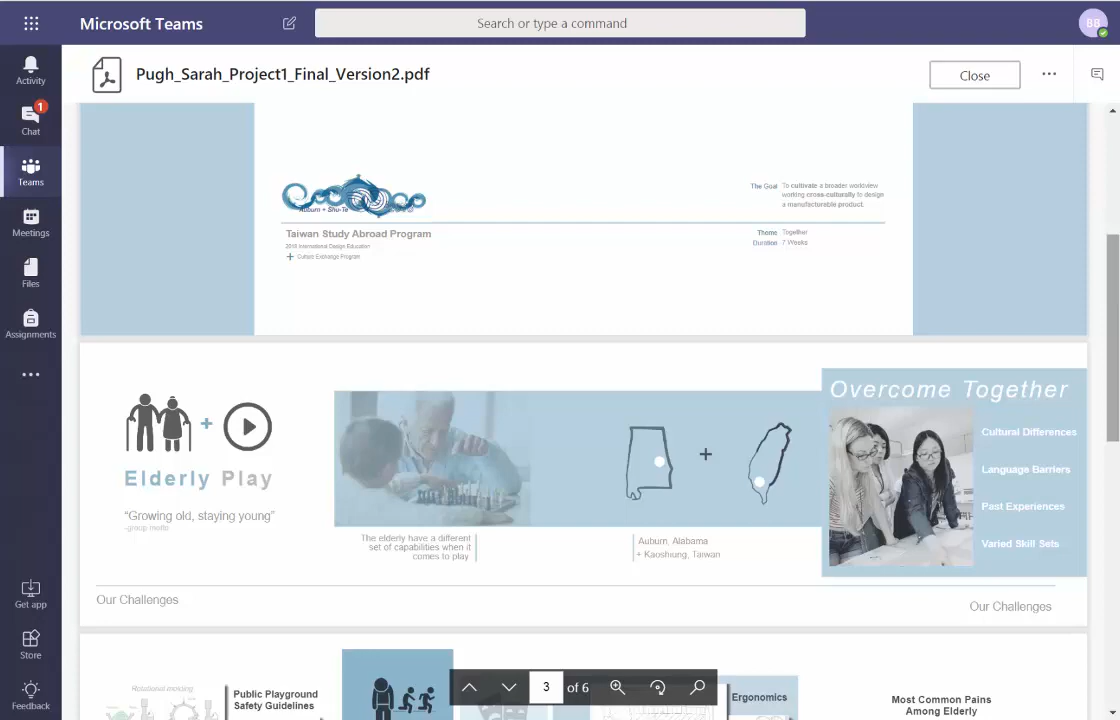 Microsoft Teams
Search or type a command
BB
Activity
1
Chat
Teams
Meetings
Files
Assignments
Get app
Store
Feedback
Pugh_Sarah_Project1_Final_Version2.pdf
Close
Auburn + Shu-Te
Taiwan Study Abroad Program
2018 International Design Education
+ Culture Exchange Program
The Goal To cultivate a broader worldview
working cross-culturally to design
a manufacturable product.
Theme Together
Duration 7 Weeks
+
Elderly Play
“Growing old, staying young”
-group motto
The elderly have a different
set of capabilities when it
comes to play
+
Auburn, Alabama
+ Kaoshiung, Taiwan
Overcome Together
Cultural Differences
Language Barriers
Past Experiences
Varied Skill Sets
Our Challenges
Our Challenges
Rotational molding
Public Playground
Safety Guidelines
3 of 6
Ergonomics
Most Common Pains
Among Elderly